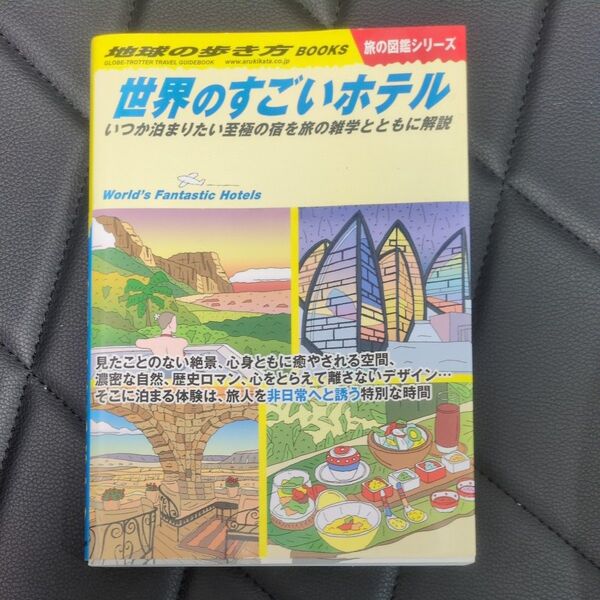 地球の歩き方 BOOKS
旅の図鑑シリーズ
GLOBE-TROTTER TRAVEL GUIDEBOOK www.arukikata.co.jp
世界のすごいホテル
いつか泊まりたい至極の宿を旅の雑学とともに解説
World's Fantastic Hotels
見たことのない絶景、心身ともに癒やされる空間、
濃密な自然、歴史ロマン、心をとらえて離さないデザイン…
そこに泊まる体験は、旅人を非日常へと誘う特別な時間